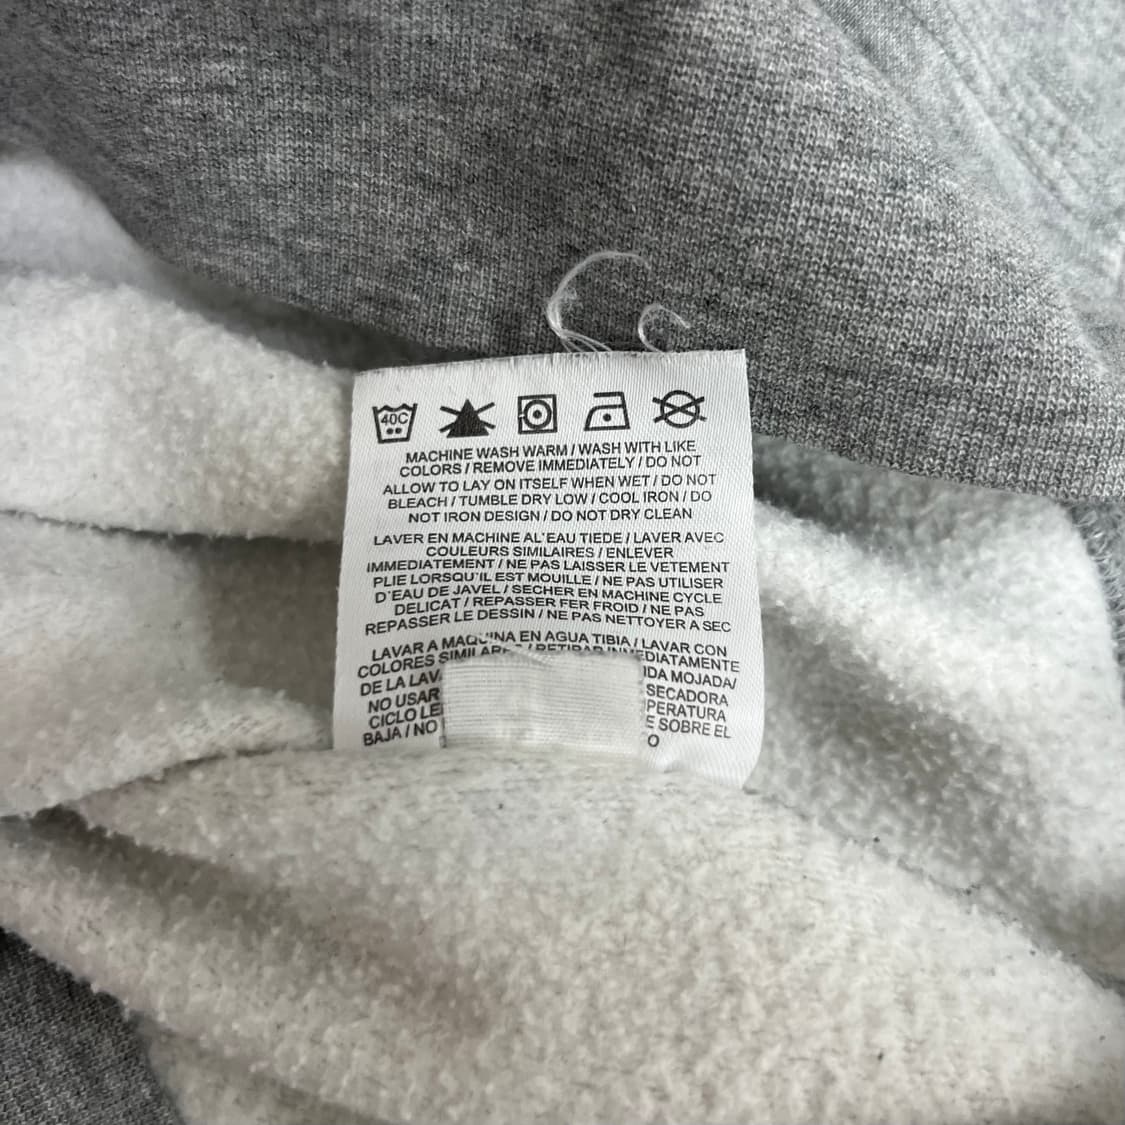 40C
MACHINE WASH WARM / WASH WITH LIKE
COLORS / REMOVE IMMEDIATELY / DO NOT
ALLOW TO LAY ON ITSELF WHEN WET / DO NOT
BLEACH / TUMBLE DRY LOW / COOL IRON / DO
NOT IRON DESIGN / DO NOT DRY CLEAN
LAVER EN MACHINE AL'EAU TIEDE / LAVER AVEC
COULEURS SIMILAIRES / ENLEVER
IMMEDIATEMENT / NE PAS LAISSER LE VETEMENT
PLIE LORSQU'IL EST MOUILLE / NE PAS UTILISER
D'EAU DE JAVEL / SECHER EN MACHINE CYCLE
DELICAT / REPASSER FER FROID / NE PAS
REPASSER LE DESSIN / NE PAS NETTOYER A SEC
LAVAR A MAQUINA EN AGUA TIBIA / LAVAR CON
COLORES SIMILARES / RETIRAR INMEDIATAMENTE
DE LA MOJADA/
NO USAR SECADORA
CICLO
BAJA / NO SOBRE EL